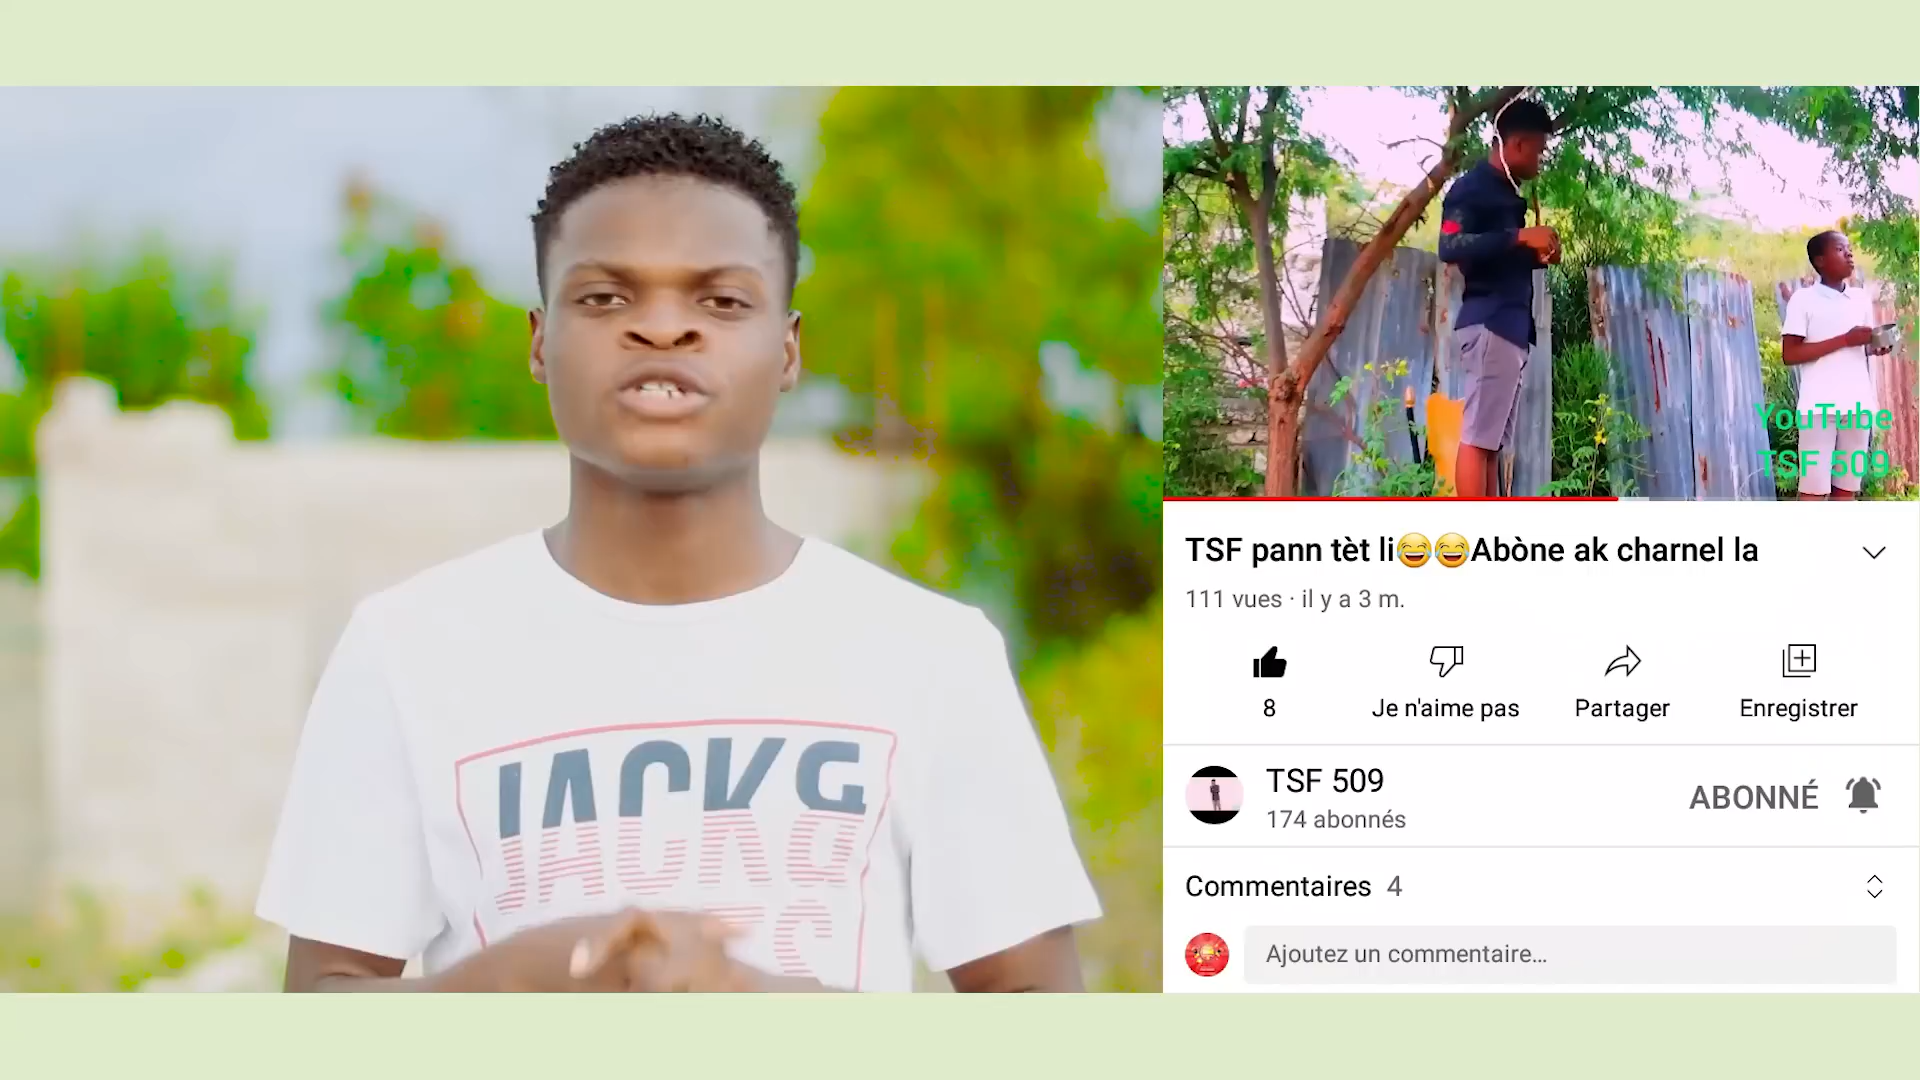 JACK&
YouTube
TSF 509
TSF pann tèt li😂😂Abòne ak charnel la
111 vues · il y a 3 m.
8 Je n'aime pas Partager Enregistrer
TSF 509
174 abonnés
ABONNÉ
Commentaires 4
Ajoutez un commentaire...